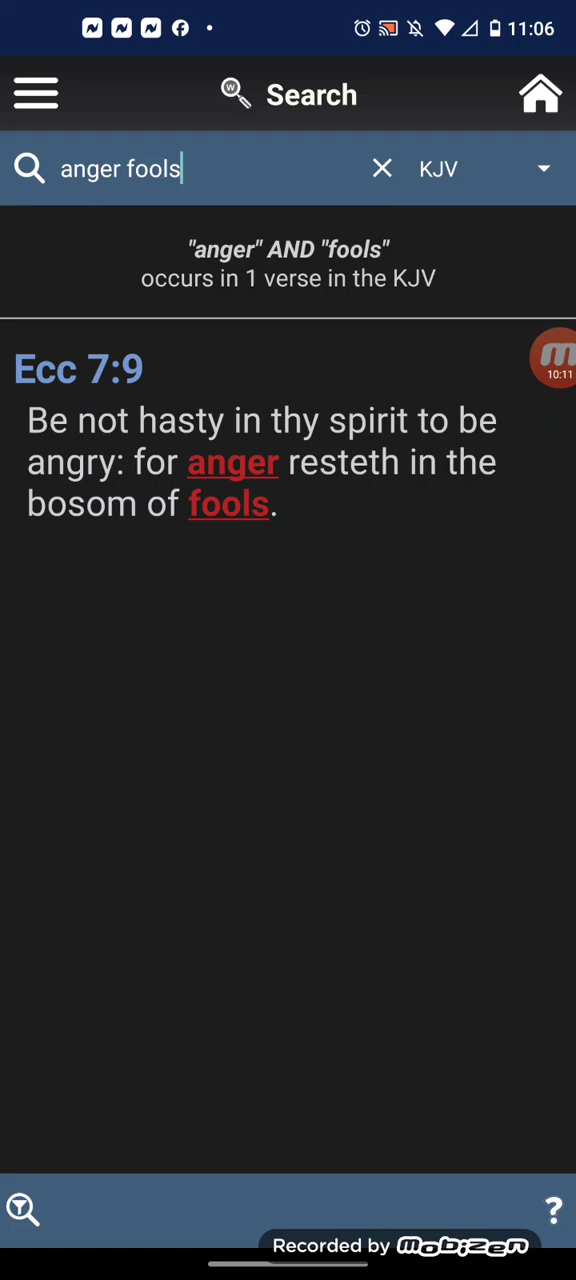 11:06
Search
anger fools
KJV
"anger" AND "fools"
occurs in 1 verse in the KJV
Ecc 7:9
10:11
Be not hasty in thy spirit to be
angry: for anger resteth in the
bosom of fools.
?
Recorded by mobizen